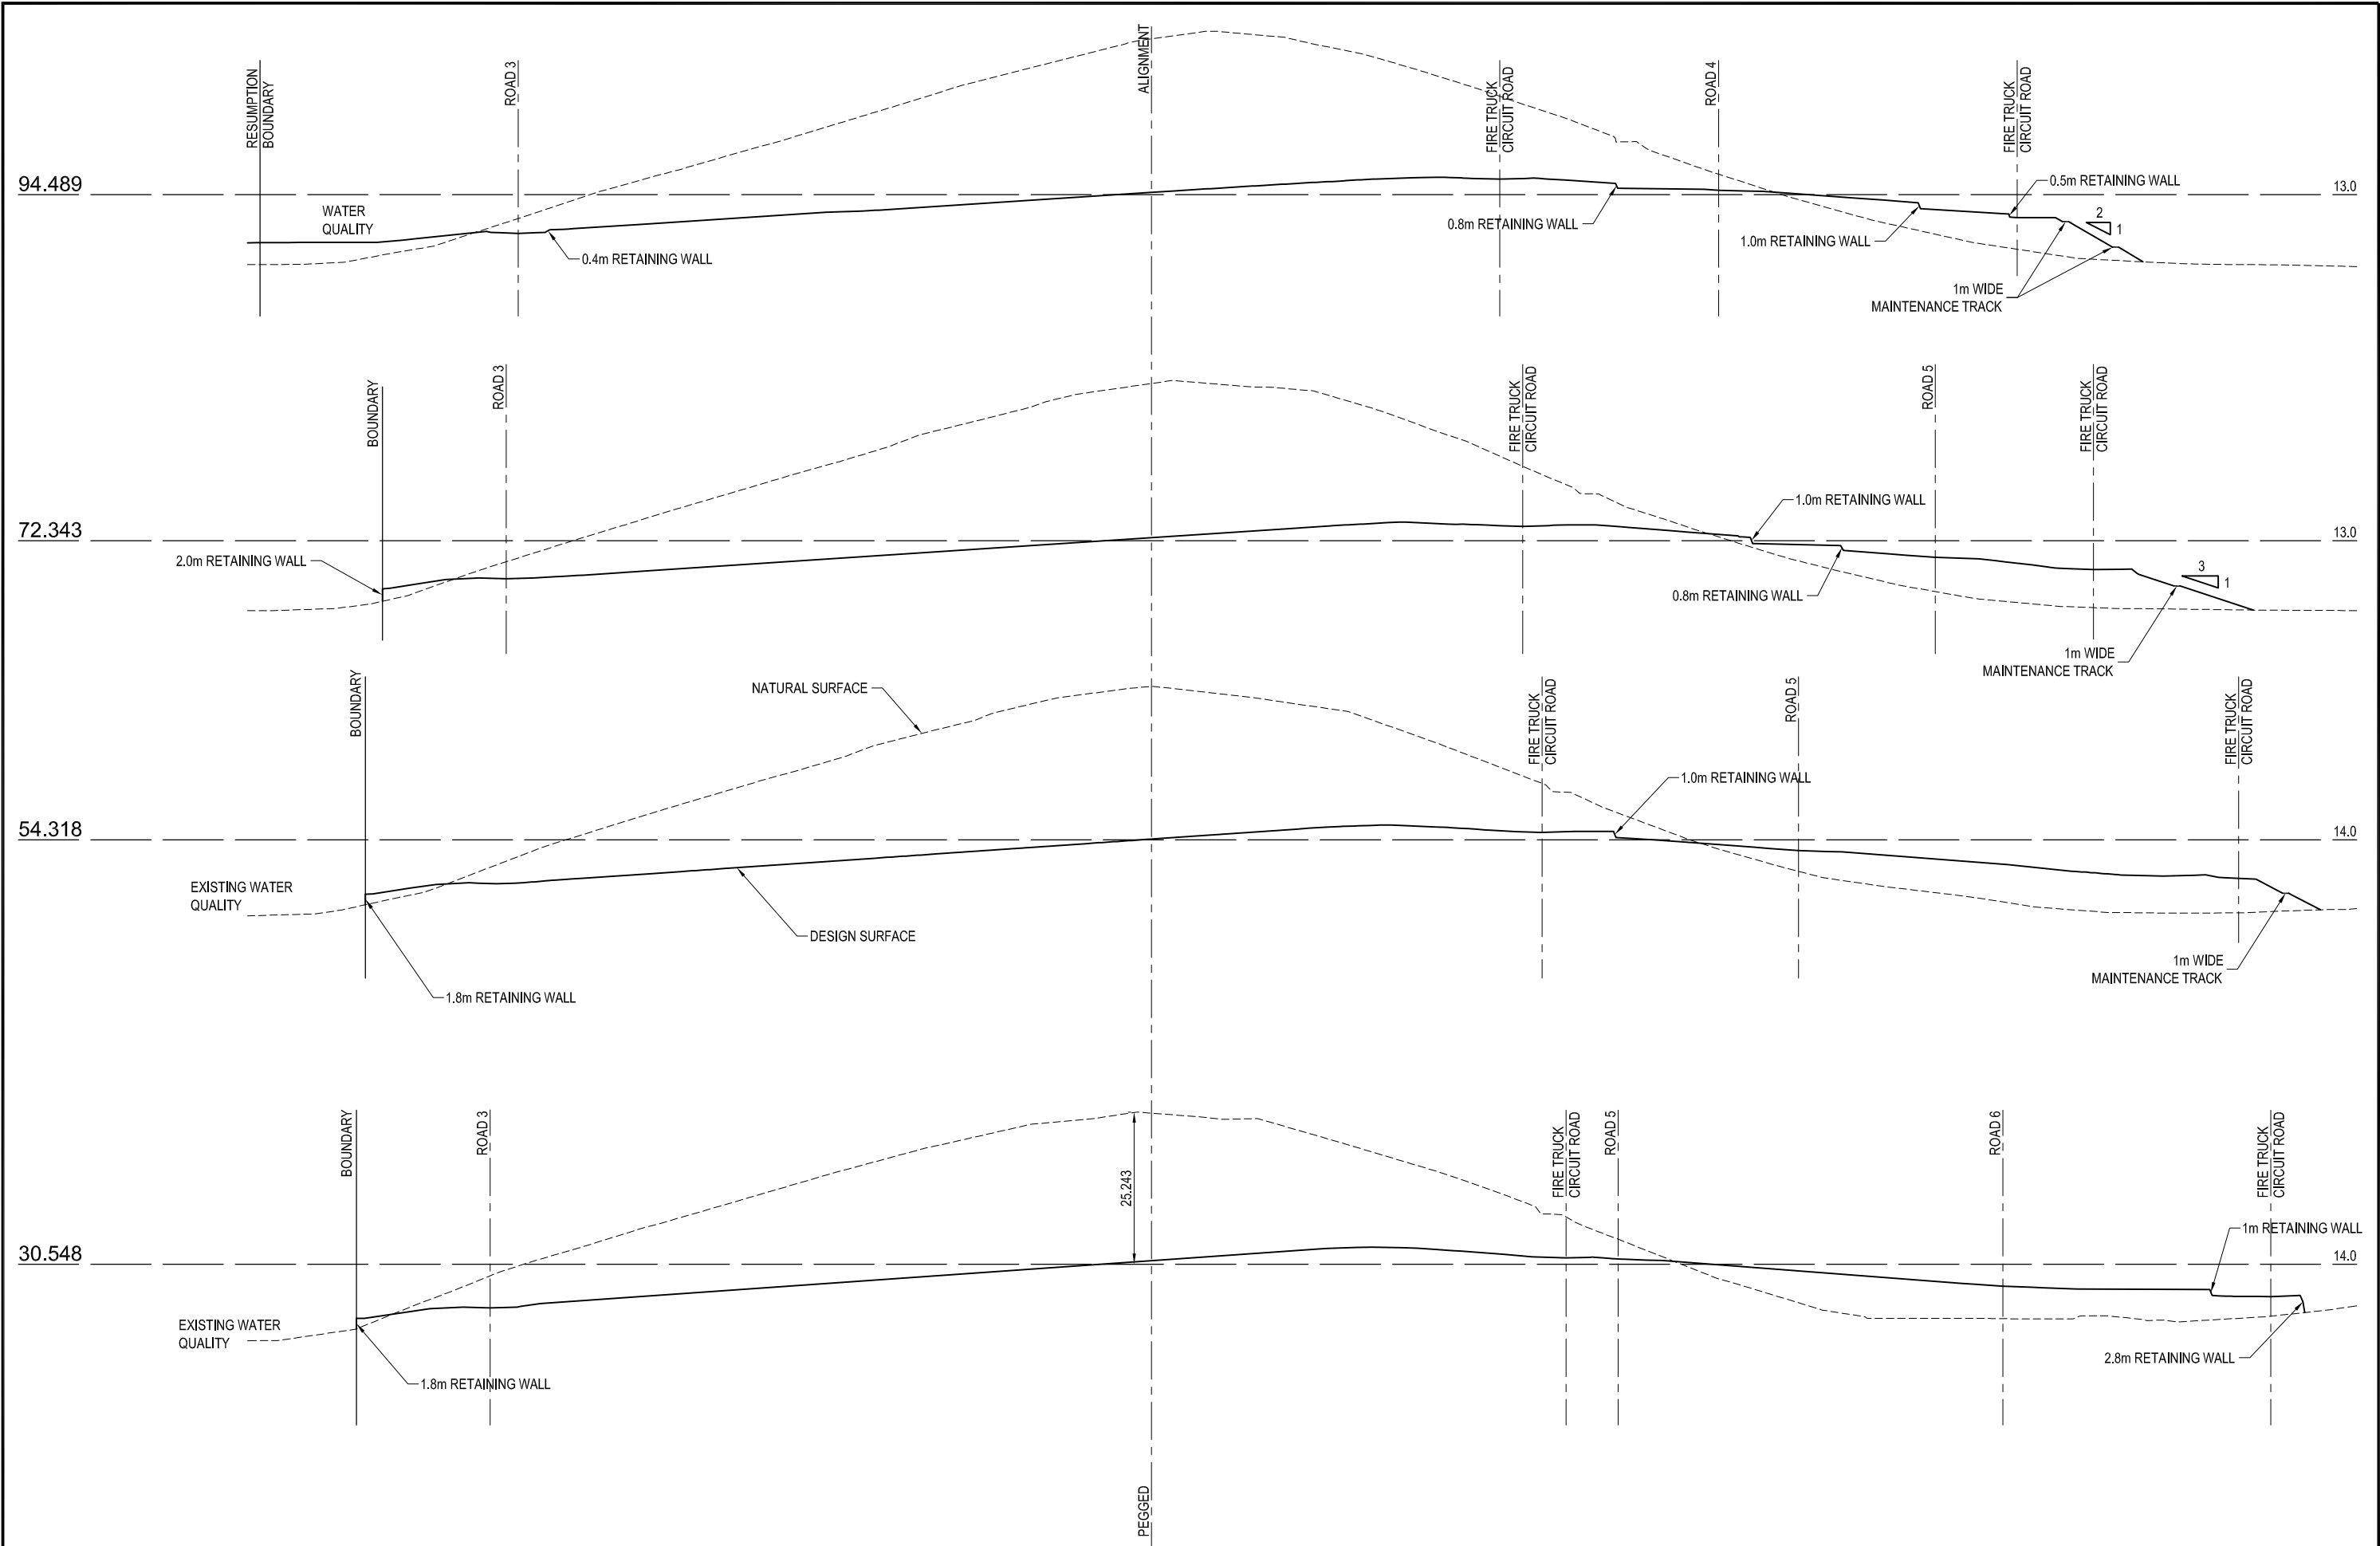 RESUMPTION
BOUNDARY
ROAD 3
ALIGNMENT
FIRE TRUCK
CIRCUIT ROAD
ROAD 4
FIRE TRUCK
CIRCUIT ROAD
94.489
13.0
WATER
QUALITY
0.4m RETAINING WALL
0.8m RETAINING WALL
1.0m RETAINING WALL
0.5m RETAINING WALL
2
1
1m WIDE
MAINTENANCE TRACK
BOUNDARY
ROAD 3
FIRE TRUCK
CIRCUIT ROAD
ROAD 5
FIRE TRUCK
CIRCUIT ROAD
72.343
13.0
2.0m RETAINING WALL
1.0m RETAINING WALL
0.8m RETAINING WALL
3
1
1m WIDE
MAINTENANCE TRACK
BOUNDARY
NATURAL SURFACE
FIRE TRUCK
CIRCUIT ROAD
ROAD 5
FIRE TRUCK
CIRCUIT ROAD
1.0m RETAINING WALL
54.318
14.0
EXISTING WATER
QUALITY
DESIGN SURFACE
1.8m RETAINING WALL
1m WIDE
MAINTENANCE TRACK
BOUNDARY
ROAD 3
25.243
FIRE TRUCK
CIRCUIT ROAD
ROAD 5
ROAD 6
FIRE TRUCK
CIRCUIT ROAD
1m RETAINING WALL
30.548
14.0
EXISTING WATER
QUALITY
1.8m RETAINING WALL
2.8m RETAINING WALL
PEGGED